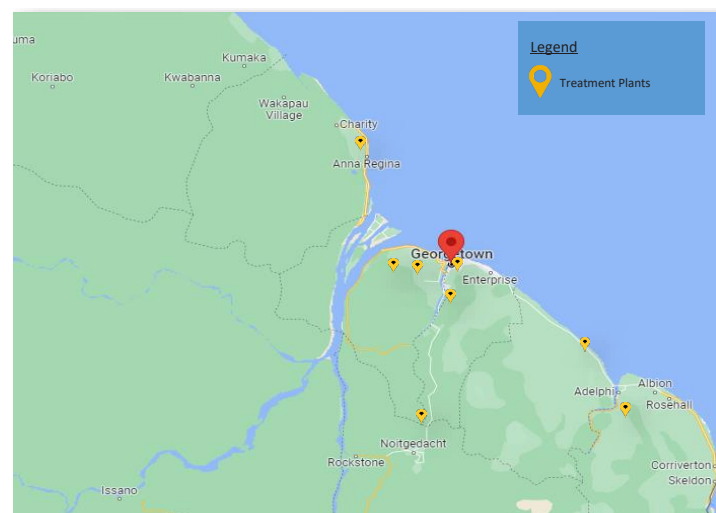 Legend
Treatment Plants
uma
Kumaka
Koriabo
Kwabanna
Wakapau
Village
Charity
Anna Regina
Georgetown
Enterprise
Adelphi
Albion
Rosehall
Noitgedacht
Rockstone
Corriverton
Skeldon
Issano